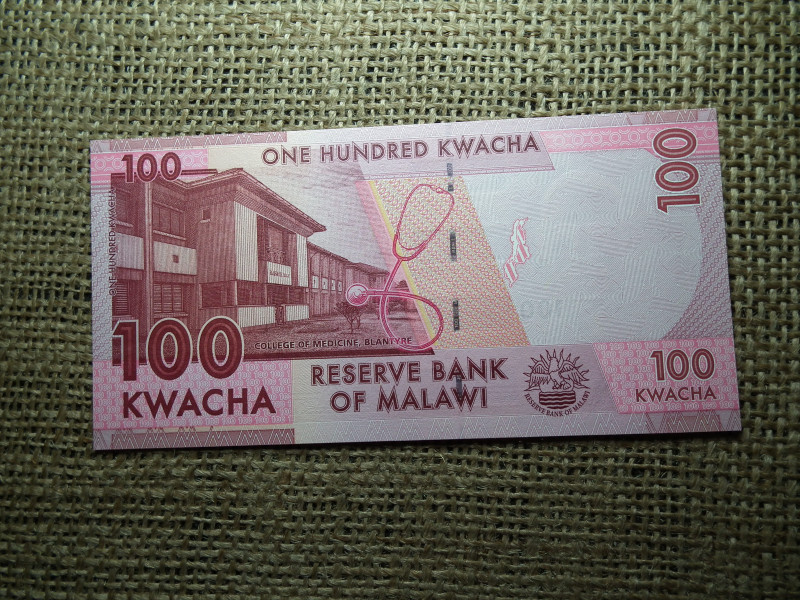 100
ONE HUNDRED KWACHA
100
ONE HUNDRED KWACHA
100
KWACHA
COLLEGE OF MEDICINE, BLANTYRE
RESERVE BANK
OF MALAWI
RESERVE BANK OF MALAWI
100
KWACHA